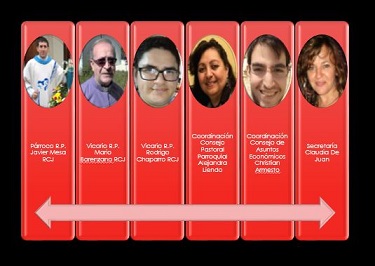 Párroco R.P.
Javier Mesa
RCJ
Vicario R.P.
Mario
Barenzano RCJ
Vicario R.P.
Rodrigo
Chaparro RCJ
Coordinación
Consejo
Pastoral
Parroquial
Alejandra
Liendo
Coordinación
Consejo de
Asuntos
Económicos
Christian
Armesto
Secretaria
Claudia De
Juan